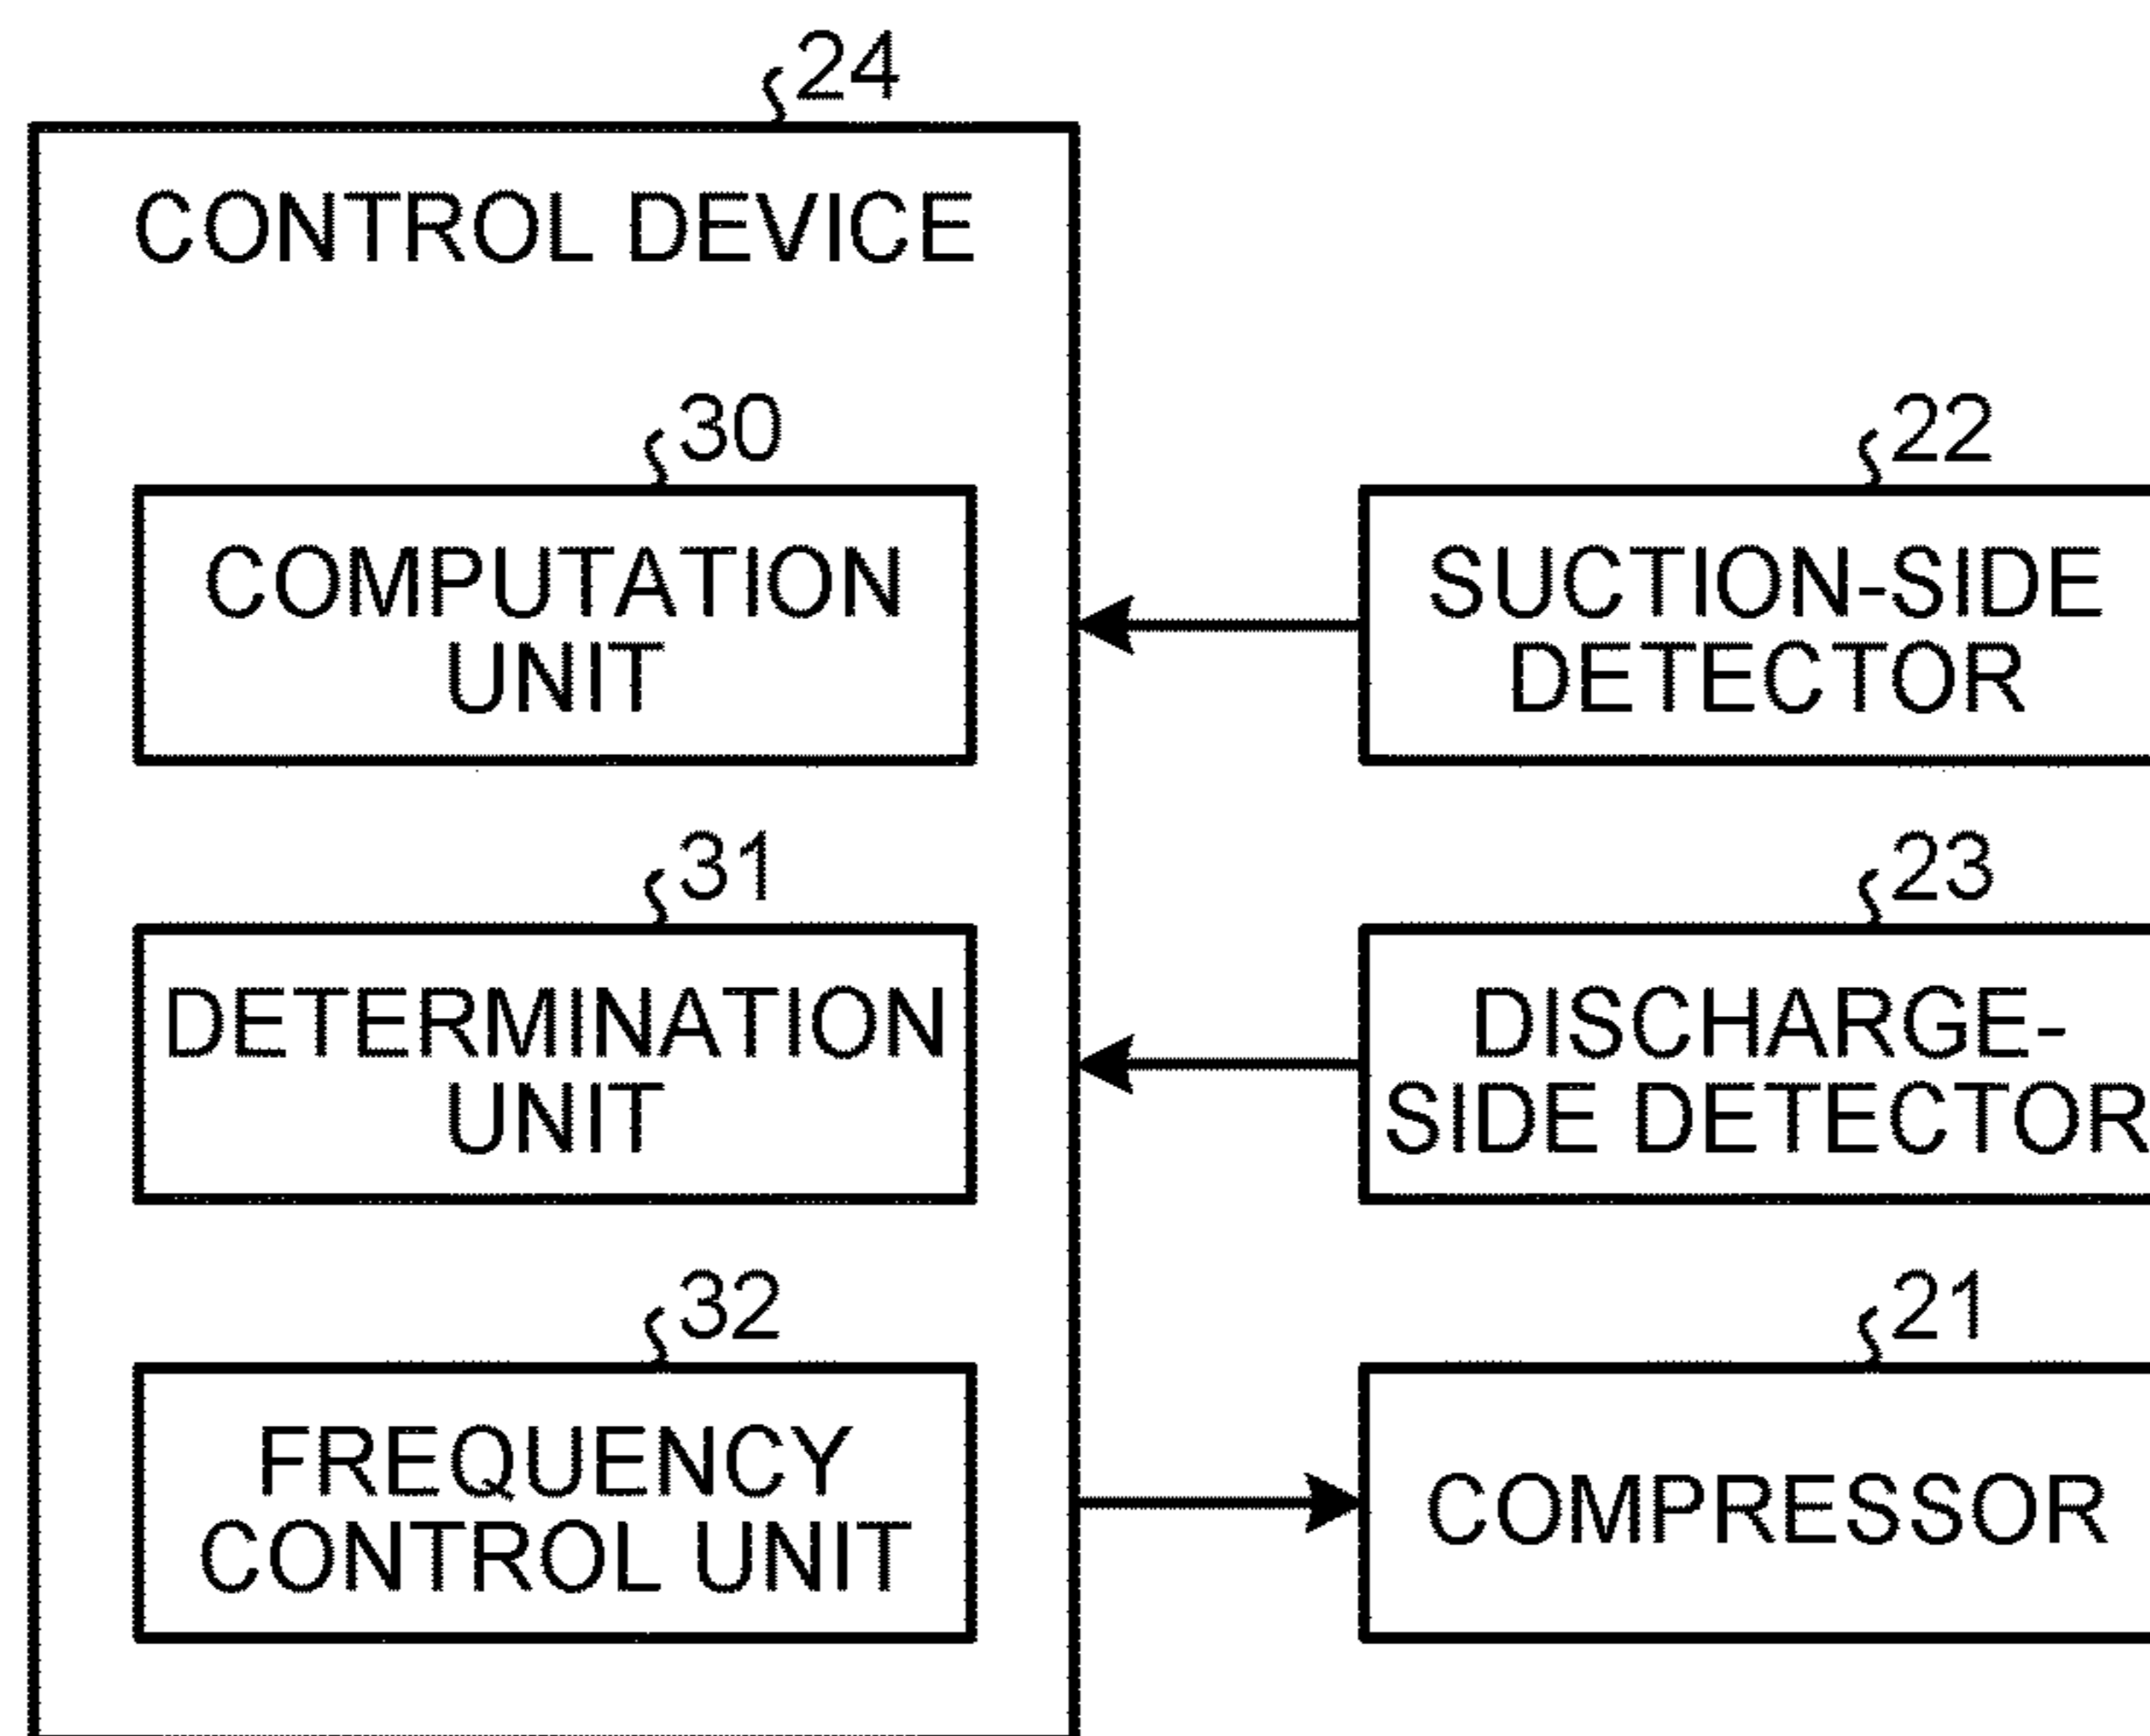 24
CONTROL DEVICE
30
COMPUTATION
UNIT
31
DETERMINATION
UNIT
32
FREQUENCY
CONTROL UNIT
22
SUCTION-SIDE
DETECTOR
23
DISCHARGE-
SIDE DETECTOR
21
COMPRESSOR